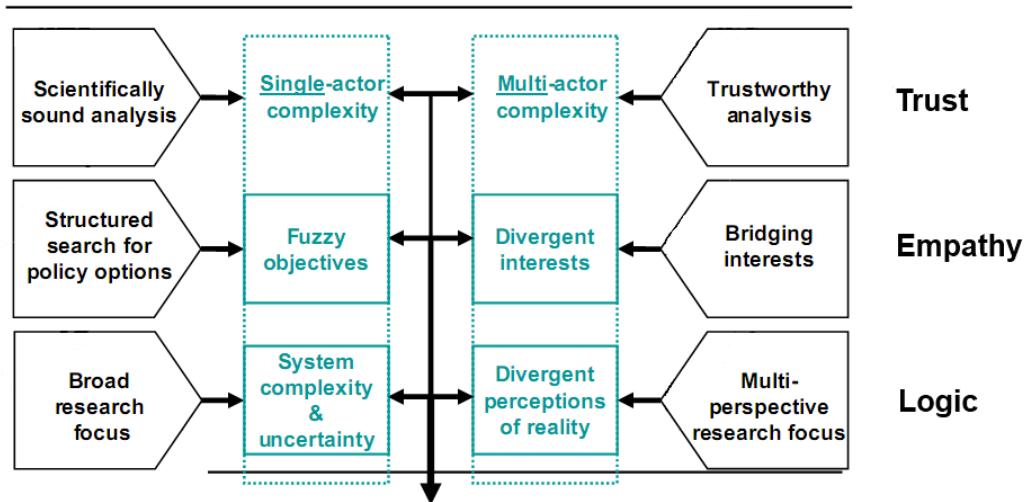 Scientifically
sound analysis
Single-actor
complexity
Multi-actor
complexity
Trustworthy
analysis
Trust
Structured
search for
policy options
Fuzzy
objectives
Divergent
interests
Bridging
interests
Empathy
Broad
research
focus
System
complexity
&
uncertainty
Divergent
perceptions
of reality
Multi-
perspective
research focus
Logic